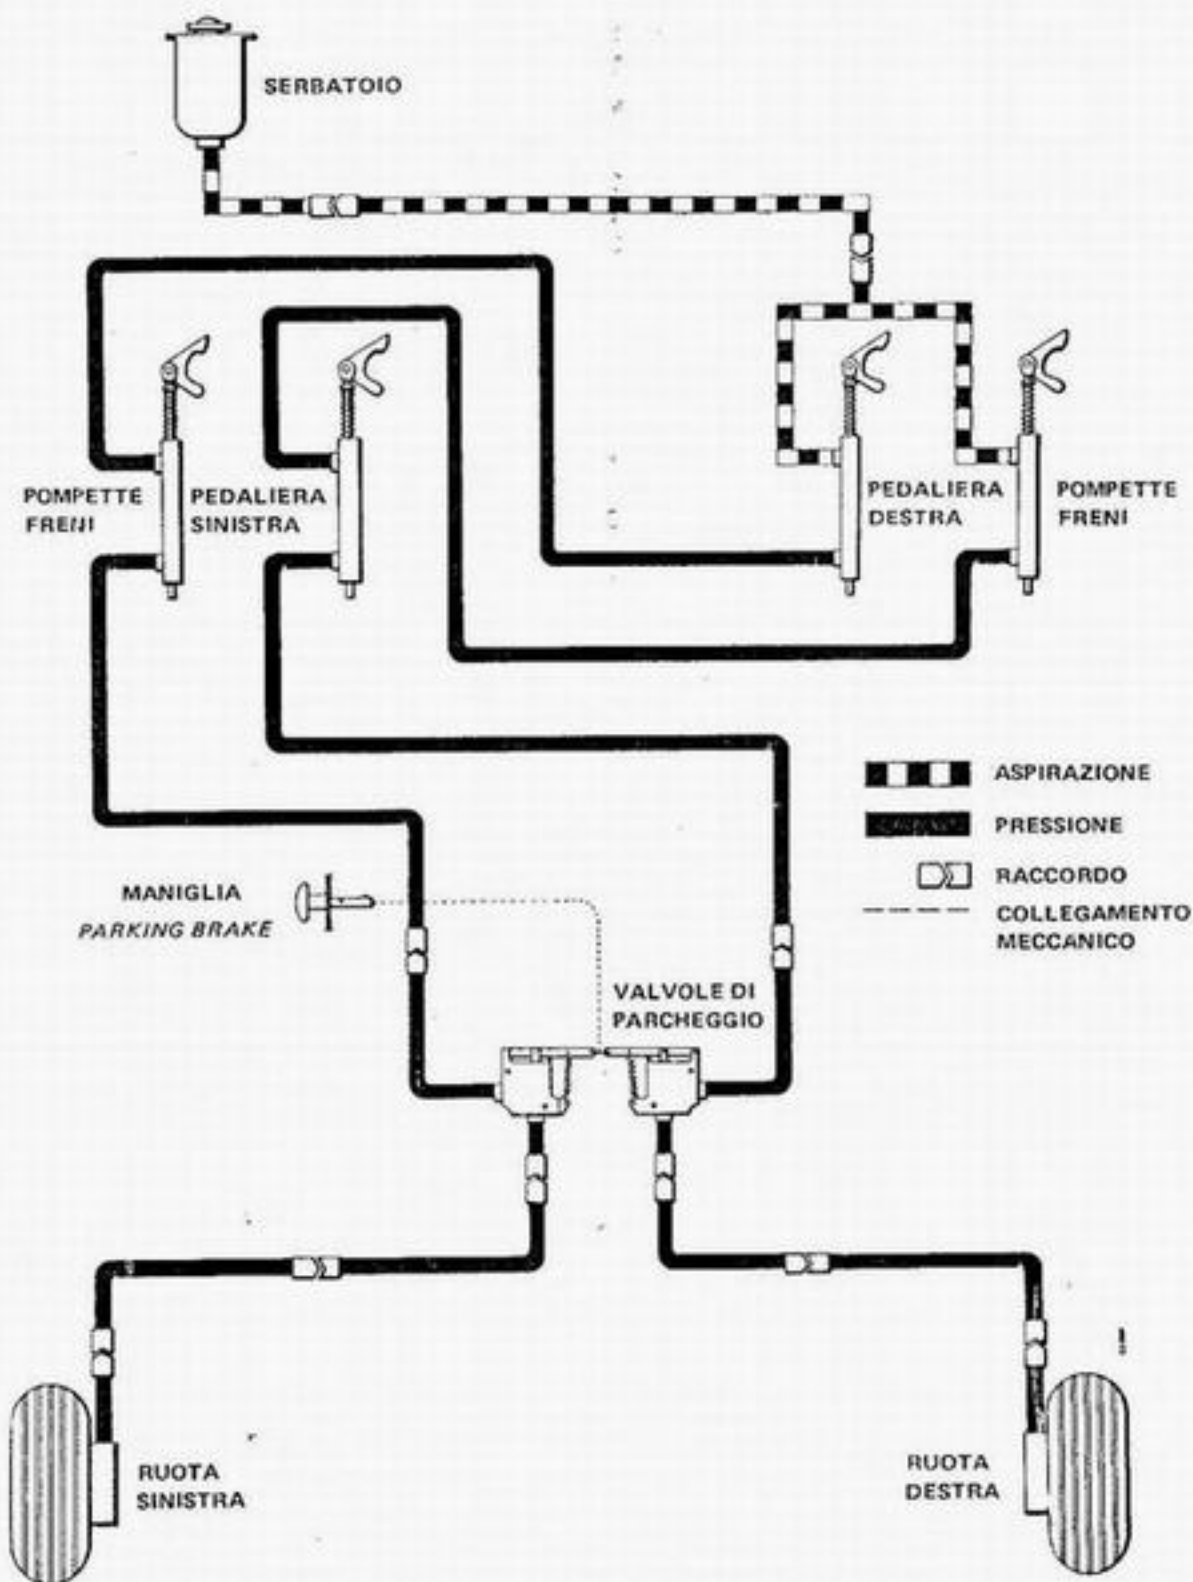 SERBATOIO
POMPETTE
FRENI
PEDALIERA
SINISTRA
PEDALIERA
DESTRA
POMPETTE
FRENI
ASPIRAZIONE
PRESSIONE
RACCORDO
COLLEGAMENTO
MECCANICO
MANIGLIA
PARKING BRAKE
VALVOLE DI
PARCHEGGIO
RUOTA
SINISTRA
RUOTA
DESTRA